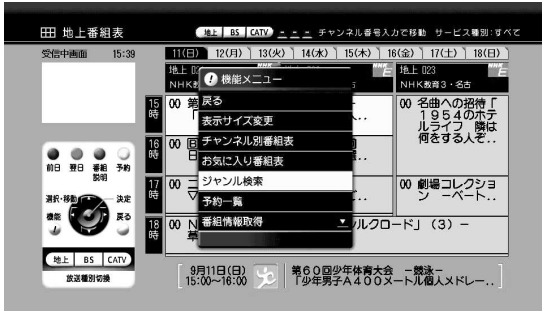 地上番組表
地上 BS CATV _ _ _ チャンネル番号入力で移動 サービス種別:すべて
受信中画面 15:39
11(日) 12(月) 13(火) 14(水) 15(木) 16(金) 17(土) 18(日)
地上 023
NHK教育3・名古
機能メニュー
戻る
表示サイズ変更
チャンネル別番組表
お気に入り番組表
ジャンル検索
予約一覧
番組情報取得
15時
16時
17時
18時
00 名曲への招待「
1954のホテ
ルライフ 隣は
何をする人ぞ..
00 劇場コレクショ
ン －ベート..
ルクロード」(3) －
前日 翌日 番組説明 予約
選択・移動 決定
機能 戻る
地上 BS CATV
放送種別切換
9月11日(日)
15:00～16:00
第60回少年体育大会 －競泳－
「少年男子A400メートル個人メドレー..